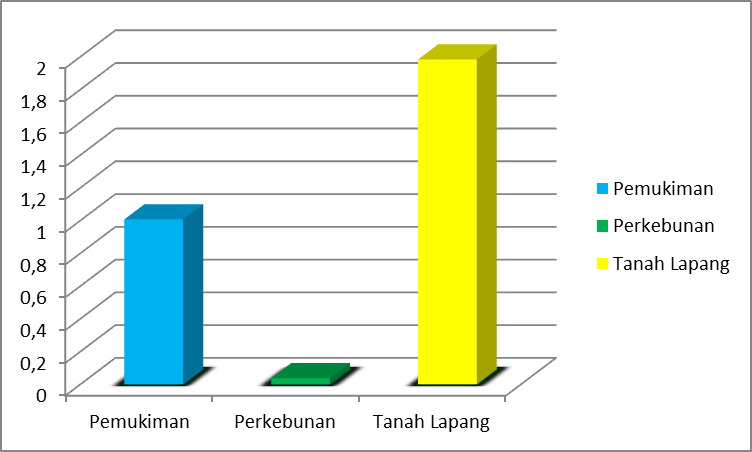 2
1,8
1,6
1,4
1,2
1
0,8
0,6
0,4
0,2
0
Pemukiman Perkebunan Tanah Lapang
Pemukiman
Perkebunan
Tanah Lapang